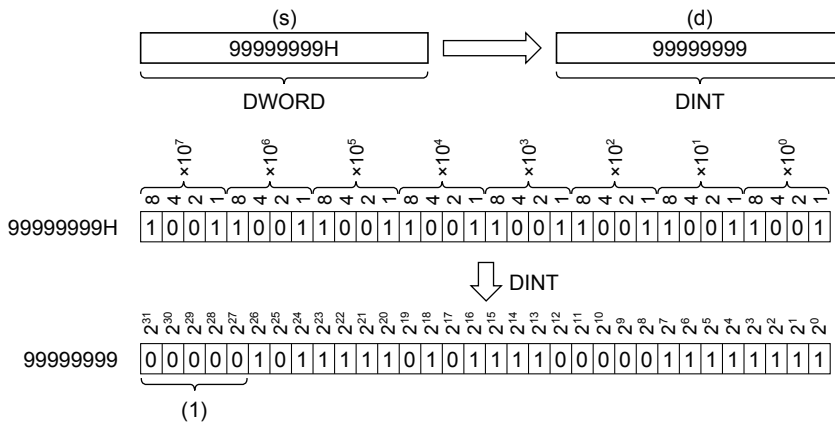 (s) (d)
99999999H 99999999
DWORD DINT
×10⁷ ×10⁶ ×10⁵ ×10⁴ ×10³ ×10² ×10¹ ×10⁰
8 4 2 1 8 4 2 1 8 4 2 1 8 4 2 1 8 4 2 1 8 4 2 1 8 4 2 1 8 4 2 1
99999999H 1 0 0 1 1 0 0 1 1 0 0 1 1 0 0 1 1 0 0 1 1 0 0 1 1 0 0 1 1 0 0 1
DINT
2³¹ 2³⁰ 2²⁹ 2²⁸ 2²⁷ 2²⁶ 2²⁵ 2²⁴ 2²³ 2²² 2²¹ 2²⁰ 2¹⁹ 2¹⁸ 2¹⁷ 2¹⁶ 2¹⁵ 2¹⁴ 2¹³ 2¹² 2¹¹ 2¹⁰ 2⁹ 2⁸ 2⁷ 2⁶ 2⁵ 2⁴ 2³ 2² 2¹ 2⁰
99999999 0 0 0 0 0 1 0 1 1 1 1 1 0 1 0 1 1 1 1 0 0 0 0 0 1 1 1 1 1 1 1 1
(1)